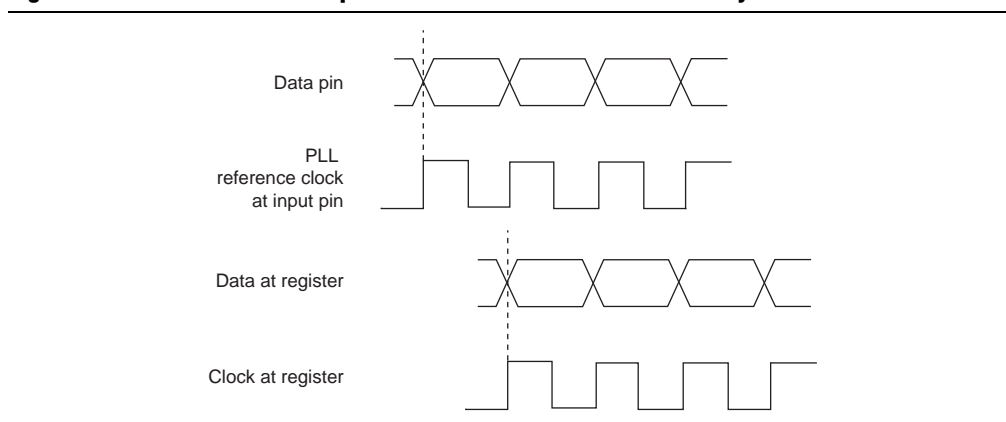 Data pin
PLL
reference clock
at input pin
Data at register
Clock at register